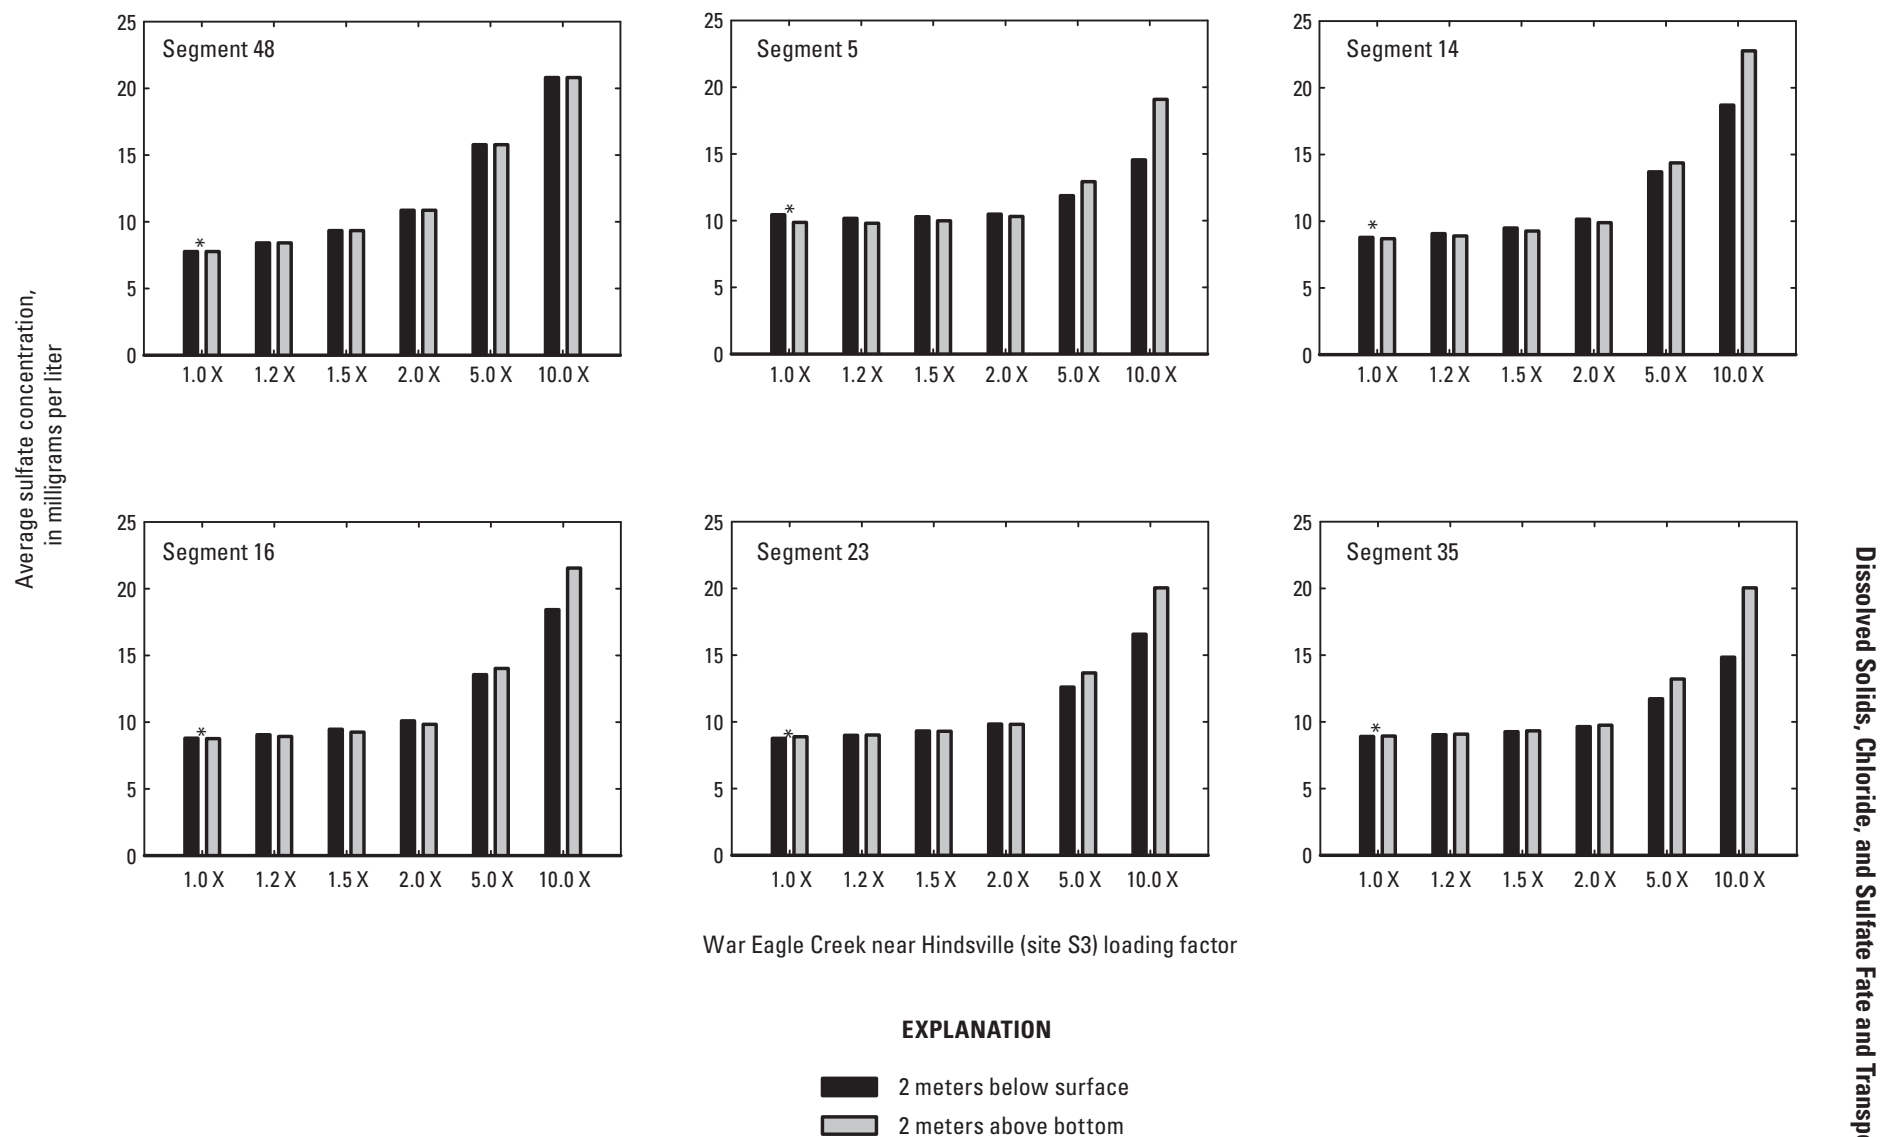 Average sulfate concentration,
in milligrams per liter
25
20
15
10
5
0
Segment 48
*
1.0 X 1.2 X 1.5 X 2.0 X 5.0 X 10.0 X
25
20
15
10
5
0
Segment 5
*
1.0 X 1.2 X 1.5 X 2.0 X 5.0 X 10.0 X
25
20
15
10
5
0
Segment 14
*
1.0 X 1.2 X 1.5 X 2.0 X 5.0 X 10.0 X
25
20
15
10
5
0
Segment 16
*
1.0 X 1.2 X 1.5 X 2.0 X 5.0 X 10.0 X
25
20
15
10
5
0
Segment 23
*
1.0 X 1.2 X 1.5 X 2.0 X 5.0 X 10.0 X
25
20
15
10
5
0
Segment 35
*
1.0 X 1.2 X 1.5 X 2.0 X 5.0 X 10.0 X
War Eagle Creek near Hindsville (site S3) loading factor
EXPLANATION
2 meters below surface
2 meters above bottom
Dissolved Solids, Chloride, and Sulfate Fate and